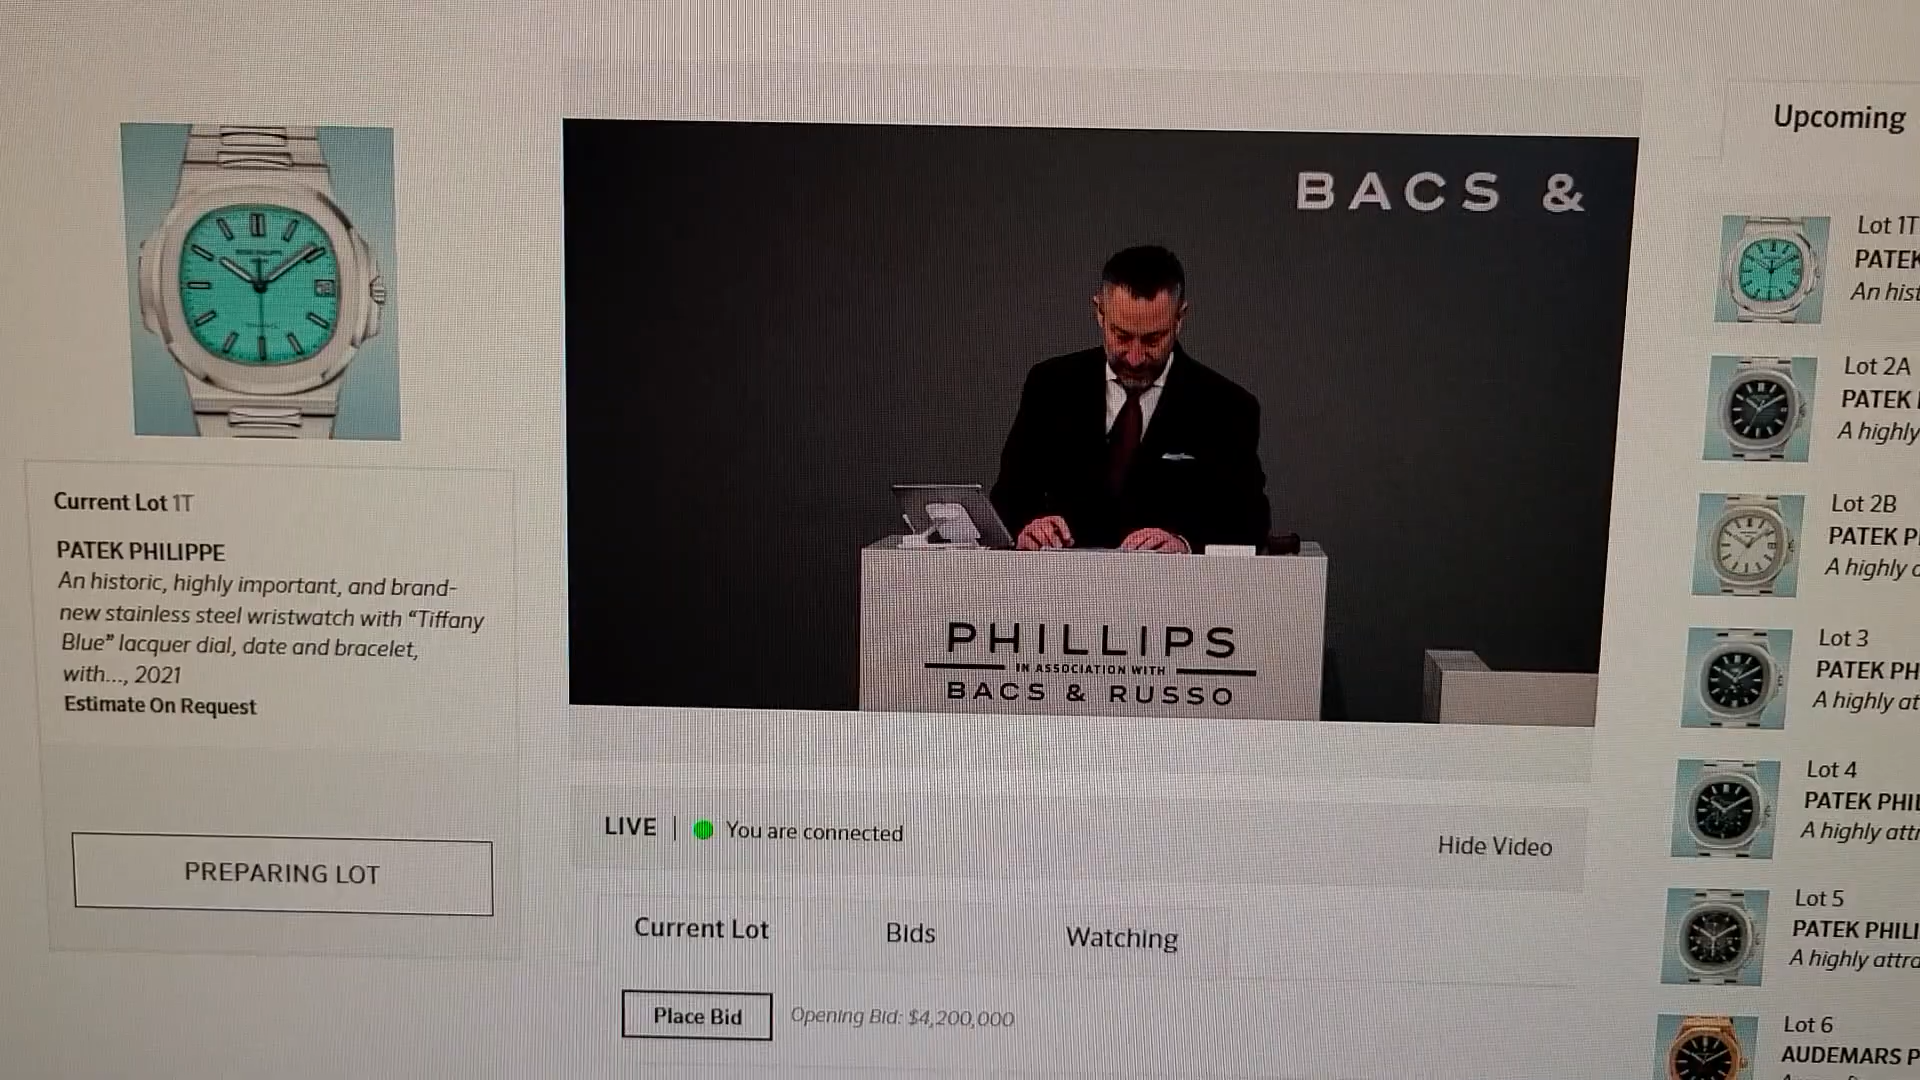 BACS &
PHILLIPS
IN ASSOCIATION WITH
BACS & RUSSO
Current Lot 1T
PATEK PHILIPPE
An historic, highly important, and brand-
new stainless steel wristwatch with “Tiffany
Blue” lacquer dial, date and bracelet,
with..., 2021
Estimate On Request
PREPARING LOT
LIVE | You are connected
Hide Video
Current Lot
Bids
Watching
Place Bid
Opening Bid: $4,200,000
Upcoming
Lot 1T
PATEK
An hist
Lot 2A
PATEK
A highly
Lot 2B
PATEK P
A highly
Lot 3
PATEK PH
A highly at
Lot 4
PATEK PHIL
A highly attr
Lot 5
PATEK PHILI
A highly attra
Lot 6
AUDEMARS P